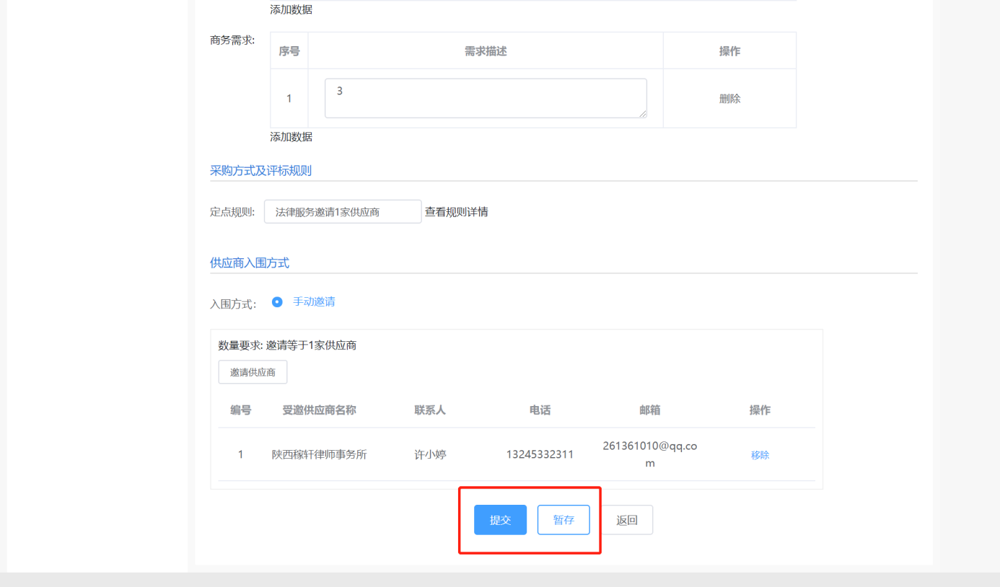 添加数据
商务需求:
序号 需求描述 操作
1 3 删除
添加数据
采购方式及评标规则
定点规则: 法律服务邀请1家供应商 查看规则详情
供应商入围方式
入围方式: 手动邀请
数量要求: 邀请等于1家供应商
邀请供应商
编号 受邀供应商名称 联系人 电话 邮箱 操作
1 陕西稼轩律师事务所 许小婷 13245332311 261361010@qq.co
m 移除
提交 暂存 返回